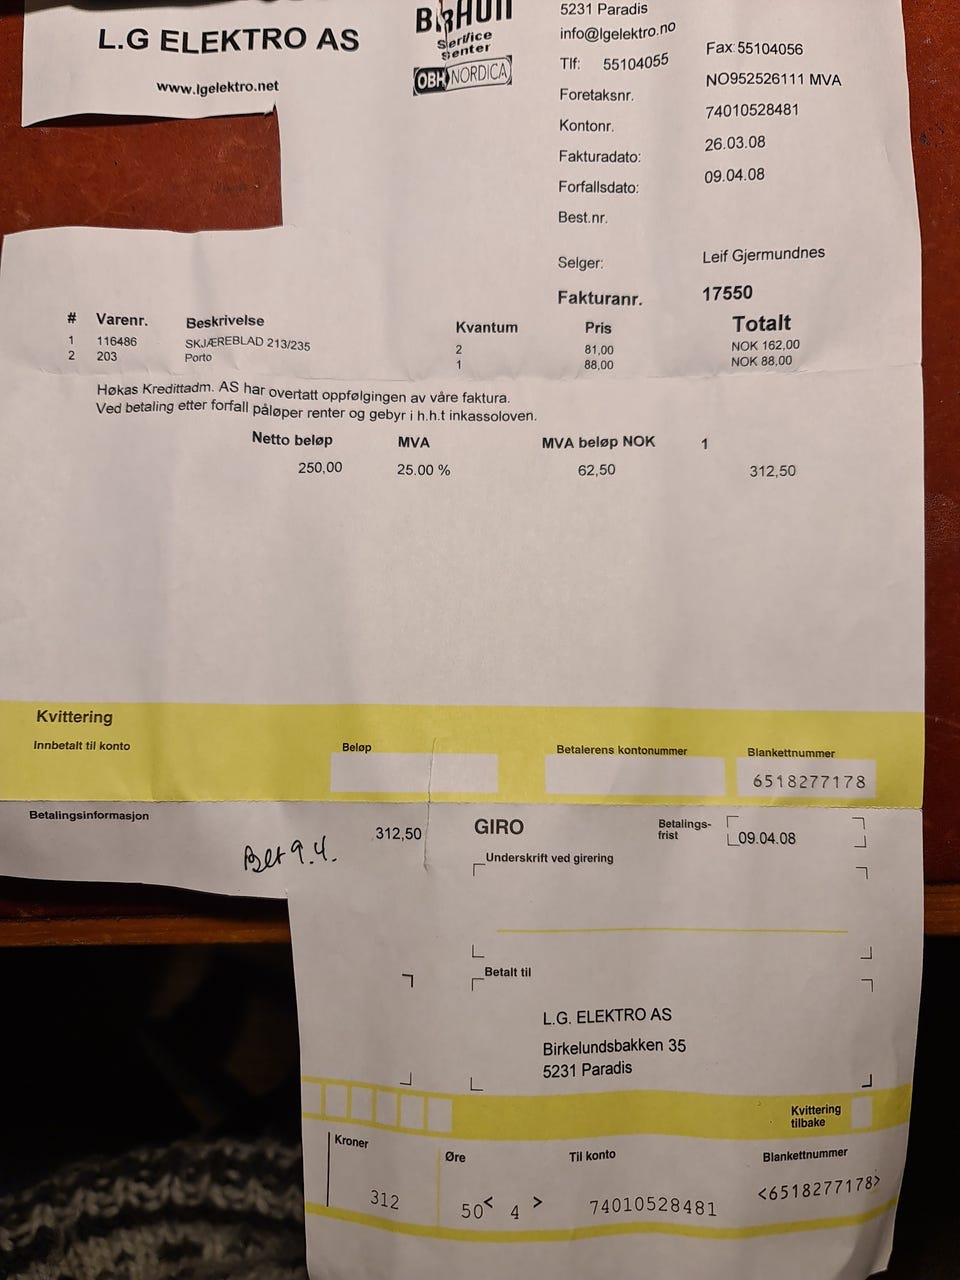 L.G ELEKTRO AS
www.lgelektro.net
BRAUN
Service
Senter
OBH NORDICA
5231 Paradis
info@lgelektro.no
Tlf: 55104055 Fax: 55104056
Foretaksnr. NO952526111 MVA
Kontonr. 74010528481
Fakturadato: 26.03.08
Forfallsdato: 09.04.08
Best.nr.
Selger: Leif Gjermundnes
Fakturanr. 17550
# Varenr. Beskrivelse Kvantum Pris Totalt
1 116486 SKJÆREBLAD 213/235 2 81,00 NOK 162,00
2 203 Porto 1 88,00 NOK 88,00
Høkas Kredittadm. AS har overtatt oppfølgingen av våre faktura.
Ved betaling etter forfall påløper renter og gebyr i h.h.t inkassoloven.
Netto beløp MVA MVA beløp NOK 1
250,00 25.00 % 62,50 312,50
Kvittering
Innbetalt til konto Beløp Betalerens kontonummer Blankettnummer
6518277178
Betalingsinformasjon 312,50 GIRO Betalings-
frist 09.04.08
Bet 9.4.
Underskrift ved girering
Betalt til
L.G. ELEKTRO AS
Birkelundsbakken 35
5231 Paradis
Kvittering
tilbake
Kroner Øre Til konto Blankettnummer
312 50 < 4 > 74010528481 <6518277178>